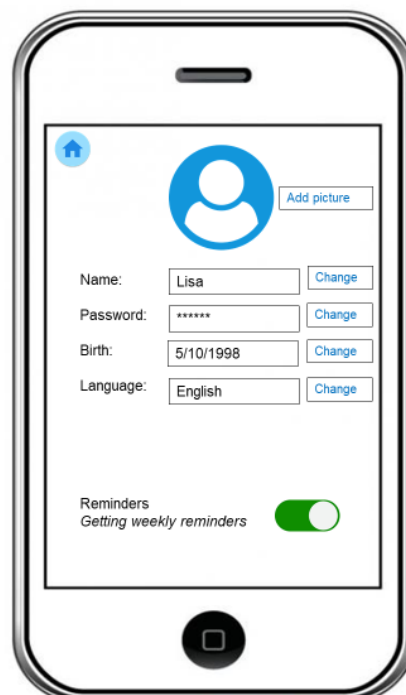 Add picture
Name: Lisa Change
Password: ****** Change
Birth: 5/10/1998 Change
Language: English Change
Reminders
Getting weekly reminders